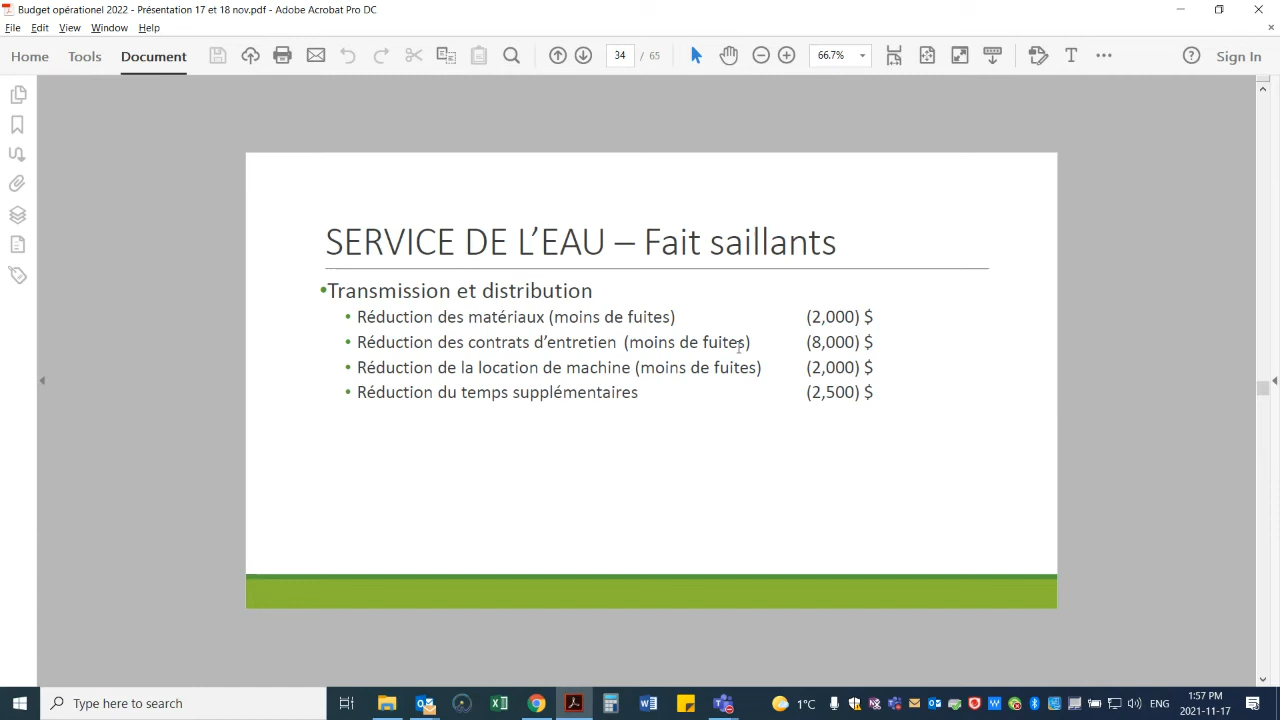 Budget opérationel 2022 - Présentation 17 et 18 nov.pdf - Adobe Acrobat Pro DC
File Edit View Window Help
Home Tools Document 34 / 65 66.7% Sign In
SERVICE DE L'EAU – Fait saillants
•Transmission et distribution
• Réduction des matériaux (moins de fuites) (2,000) $
• Réduction des contrats d'entretien (moins de fuites) (8,000) $
• Réduction de la location de machine (moins de fuites) (2,000) $
• Réduction du temps supplémentaires (2,500) $
Type here to search 1°C ENG 1:57 PM
2021-11-17